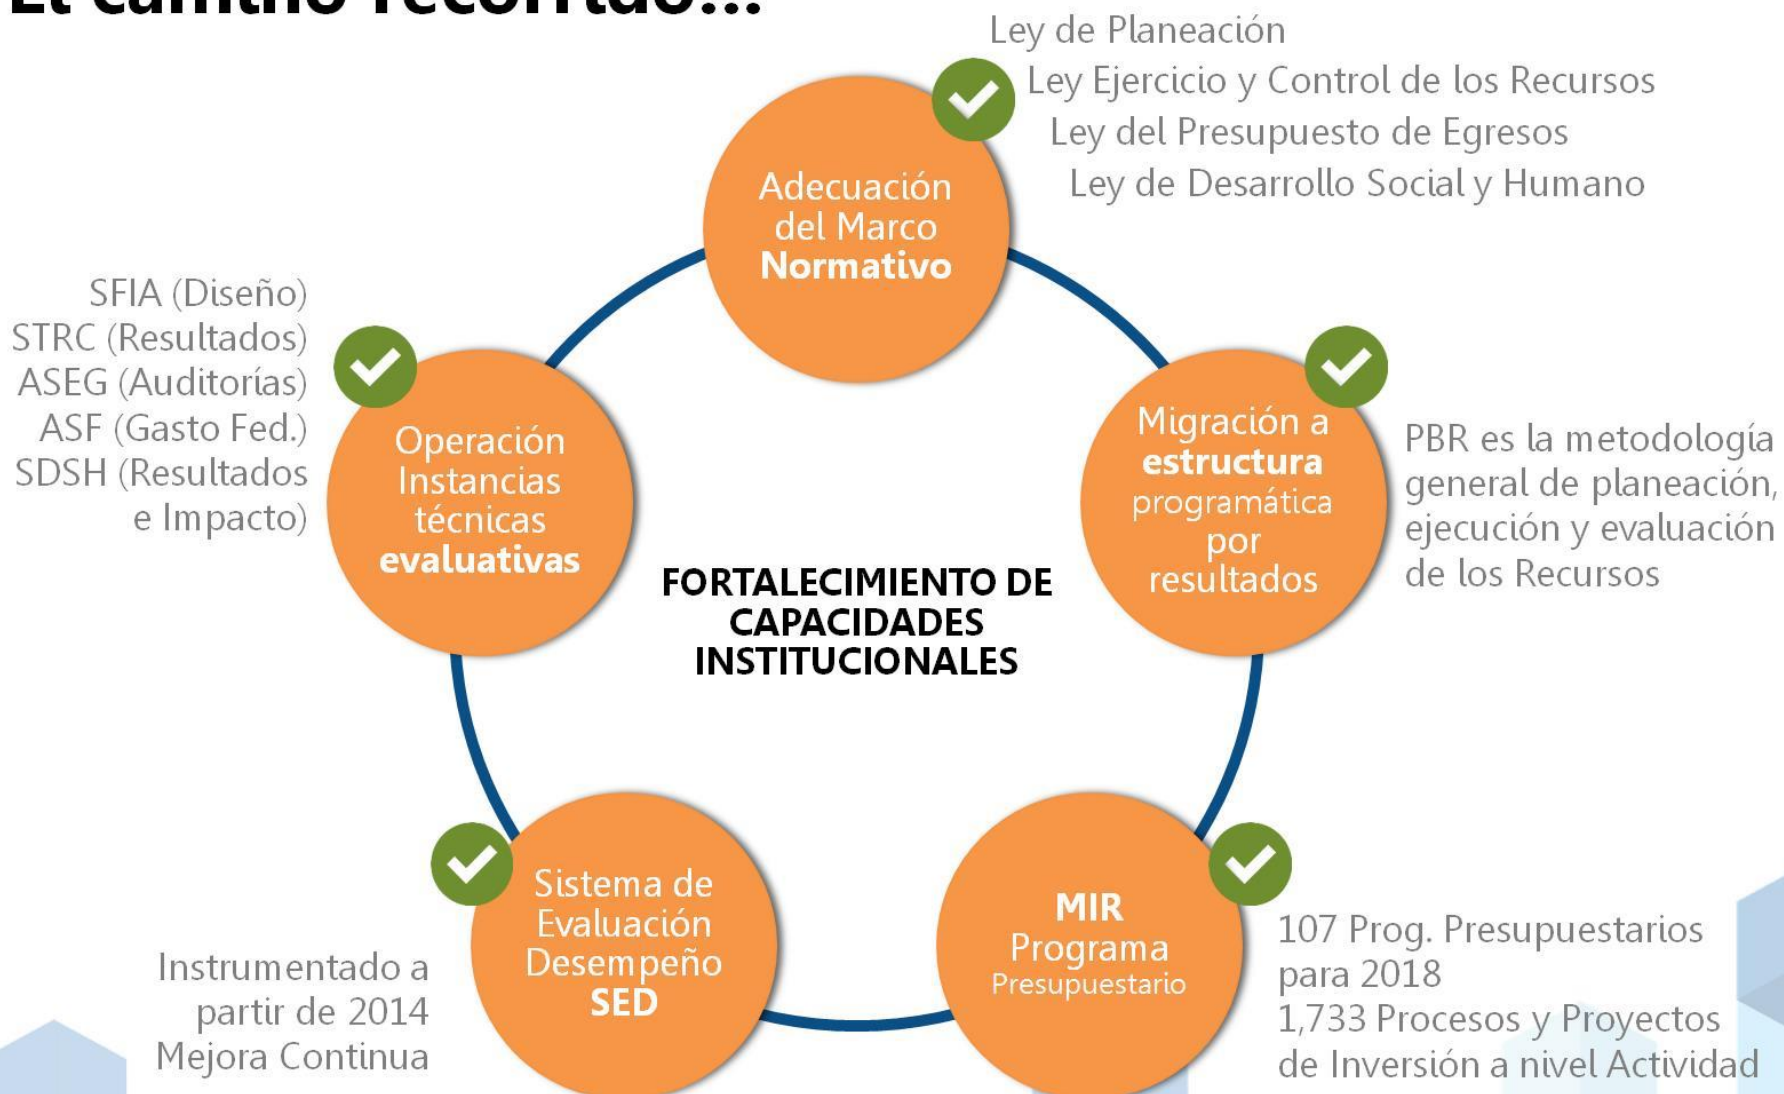 El camino recorrido...
Ley de Planeación
Ley Ejercicio y Control de los Recursos
Ley del Presupuesto de Egresos
Ley de Desarrollo Social y Humano
Adecuación
del Marco
Normativo
SFIA (Diseño)
STRC (Resultados)
ASEG (Auditorías)
ASF (Gasto Fed.)
SDSH (Resultados
e Impacto)
Operación
Instancias
técnicas
evaluativas
Migración a
estructura
programática
por
resultados
PBR es la metodología
general de planeación,
ejecución y evaluación
de los Recursos
FORTALECIMIENTO DE
CAPACIDADES
INSTITUCIONALES
Instrumentado a
partir de 2014
Mejora Continua
Sistema de
Evaluación
Desempeño
SED
MIR
Programa
Presupuestario
107 Prog. Presupuestarios
para 2018
1,733 Procesos y Proyectos
de Inversión a nivel Actividad